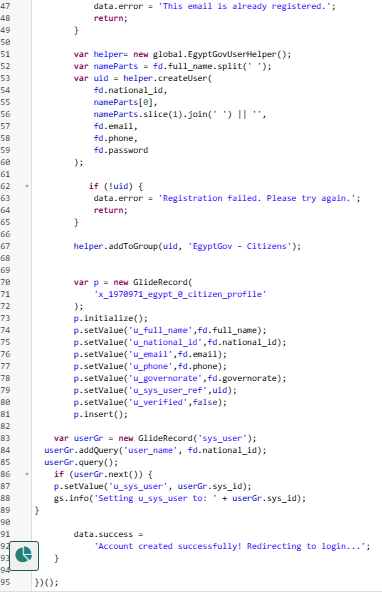 47 data.error = 'This email is already registered.';
48 return;
49 }
50
51 var helper= new global.EgyptGovUserHelper();
52 var nameParts = fd.full_name.split(' ');
53 var uid = helper.createUser(
54 fd.national_id,
55 nameParts[0],
56 nameParts.slice(1).join(' ') || '',
57 fd.email,
58 fd.phone,
59 fd.password
60 );
61
62 if (!uid) {
63 data.error = 'Registration failed. Please try again.';
64 return;
65 }
66
67 helper.addToGroup(uid, 'EgyptGov - Citizens');
68
69
70 var p = new GlideRecord(
71 'x_1970971_egypt_0_citizen_profile'
72 );
73 p.initialize();
74 p.setValue('u_full_name',fd.full_name);
75 p.setValue('u_national_id',fd.national_id);
76 p.setValue('u_email',fd.email);
77 p.setValue('u_phone',fd.phone);
78 p.setValue('u_governorate',fd.governorate);
79 p.setValue('u_sys_user_ref',uid);
80 p.setValue('u_verified',false);
81 p.insert();
82
83 var userGr = new GlideRecord('sys_user');
84 userGr.addQuery('user_name', fd.national_id);
85 userGr.query();
86 if (userGr.next()) {
87 p.setValue('u_sys_user', userGr.sys_id);
88 gs.info('Setting u_sys_user to: ' + userGr.sys_id);
89 }
90
91 data.success =
92 'Account created successfully! Redirecting to login...';
93 }
94
95 })();